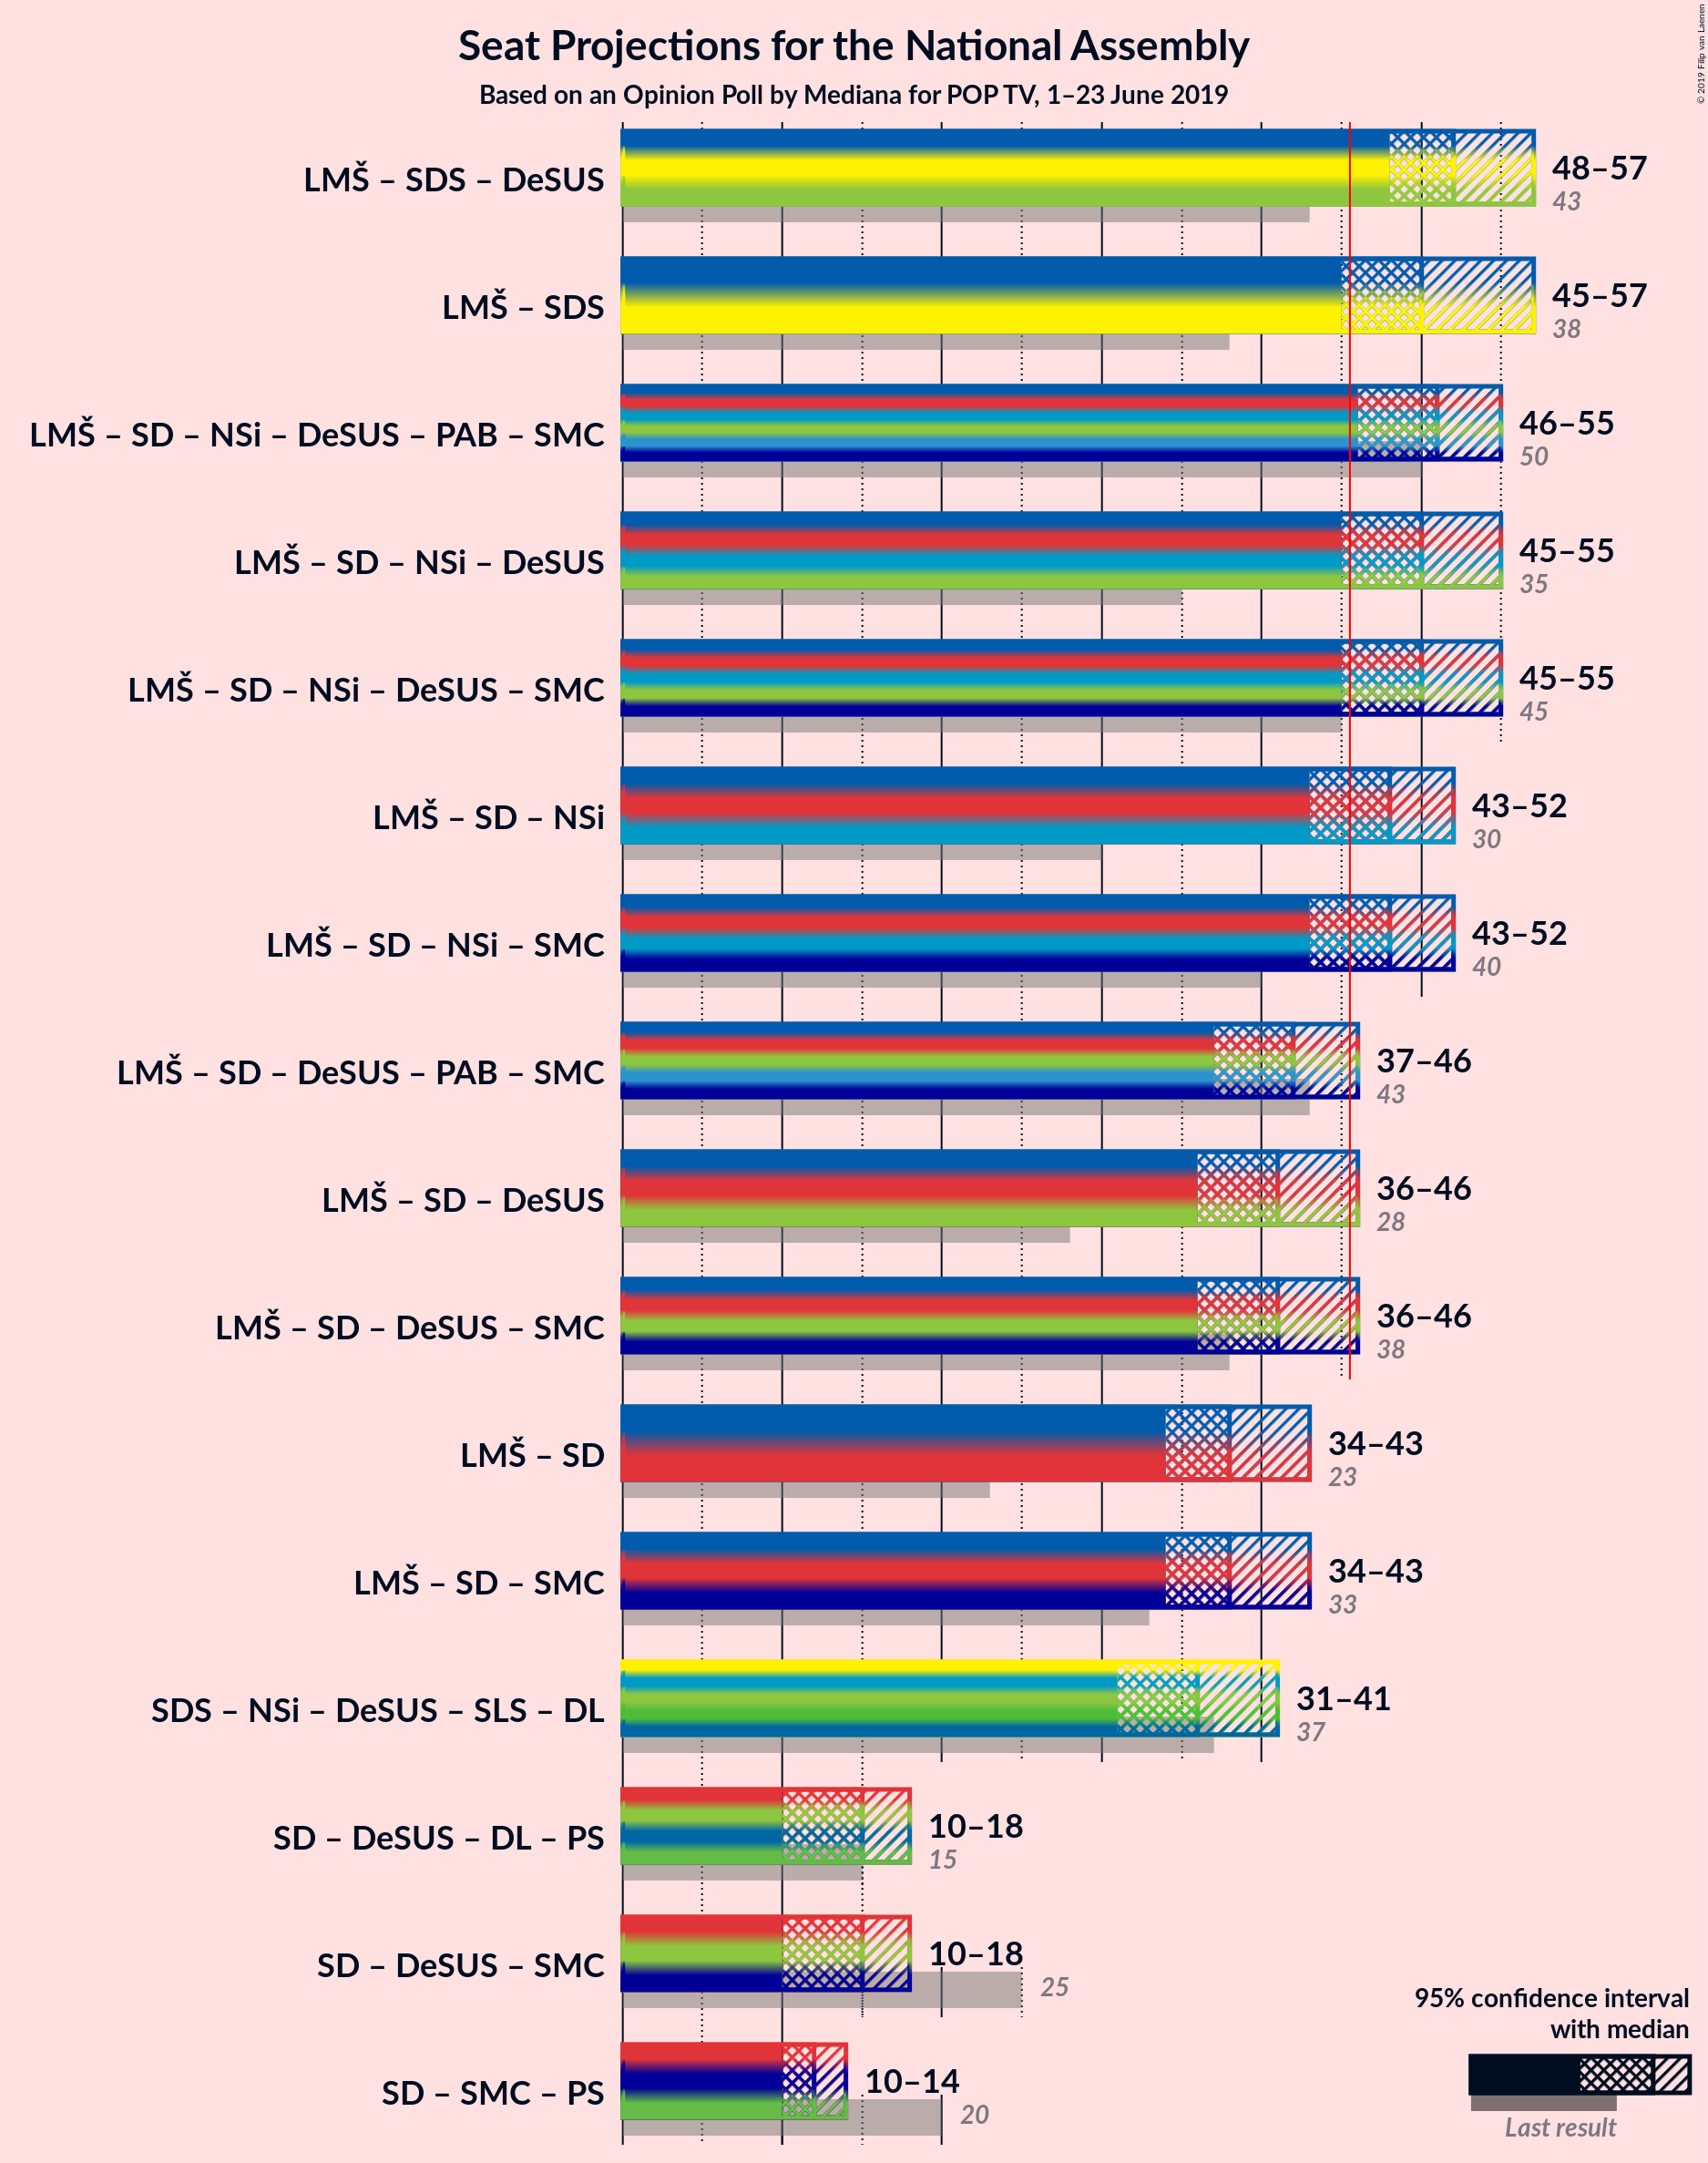 Seat Projections for the National Assembly
Based on an Opinion Poll by Mediana for POP TV, 1–23 June 2019
© 2019 Filip van Laenen
LMŠ – SDS – DeSUS
48–57
43
LMŠ – SDS
45–57
38
LMŠ – SD – NSi – DeSUS – PAB – SMC
46–55
50
LMŠ – SD – NSi – DeSUS
45–55
35
LMŠ – SD – NSi – DeSUS – SMC
45–55
45
LMŠ – SD – NSi
43–52
30
LMŠ – SD – NSi – SMC
43–52
40
LMŠ – SD – DeSUS – PAB – SMC
37–46
43
LMŠ – SD – DeSUS
36–46
28
LMŠ – SD – DeSUS – SMC
36–46
38
LMŠ – SD
34–43
23
LMŠ – SD – SMC
34–43
33
SDS – NSi – DeSUS – SLS – DL
31–41
37
SD – DeSUS – DL – PS
10–18
15
SD – DeSUS – SMC
10–18
25
SD – SMC – PS
10–14
20
95% confidence interval
with median
Last result